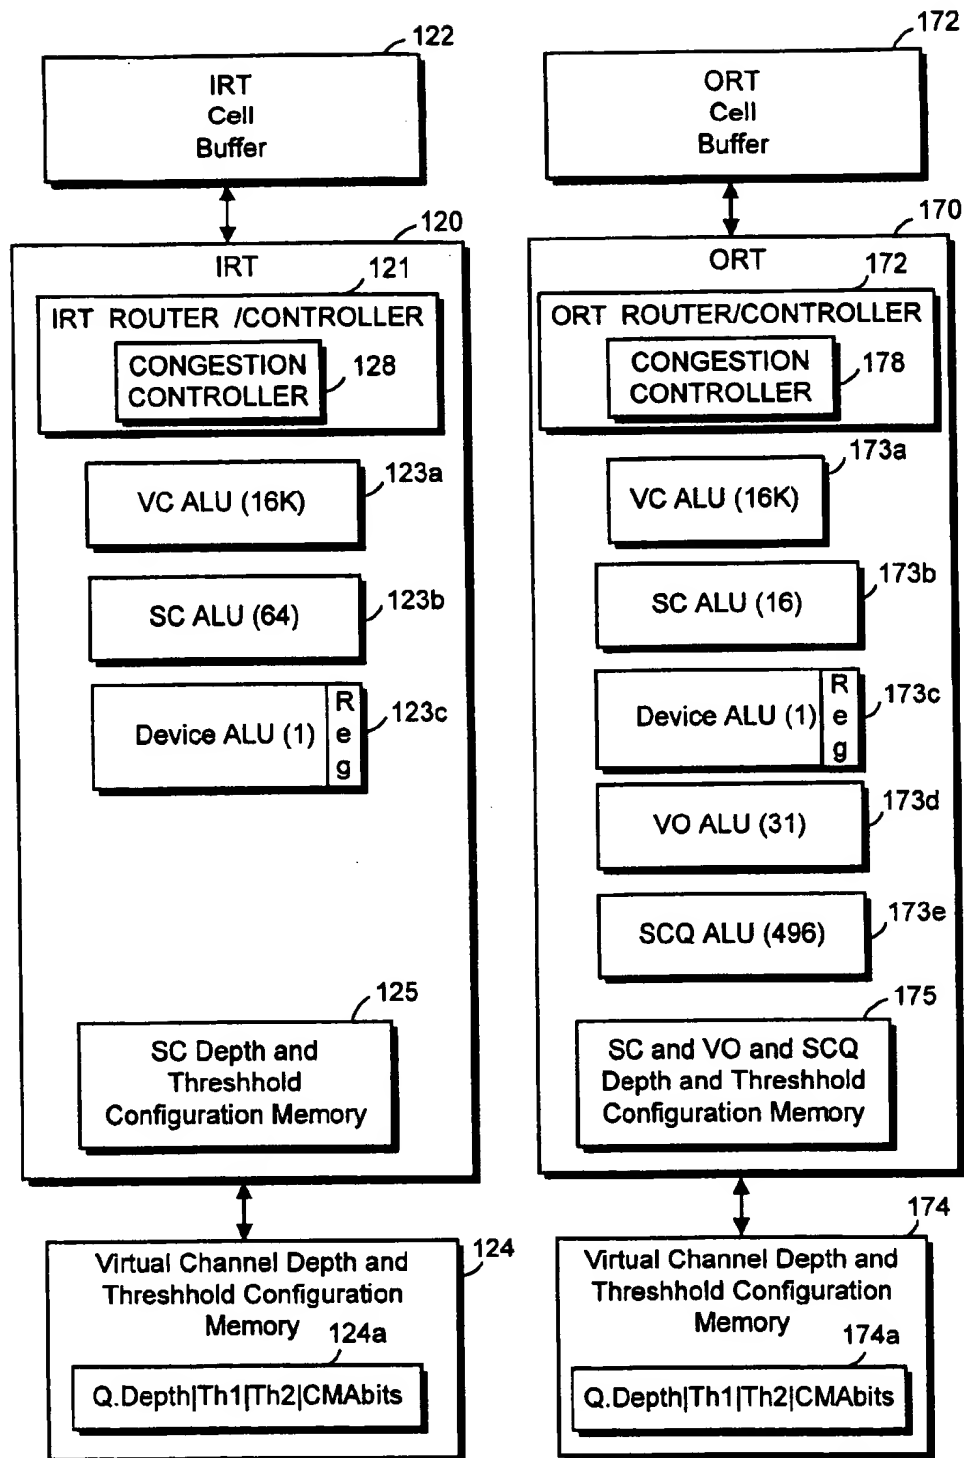 122
IRT
Cell
Buffer
120
IRT
121
IRT ROUTER /CONTROLLER
CONGESTION
CONTROLLER
128
VC ALU (16K)
123a
SC ALU (64)
123b
Device ALU (1)
Reg
123c
125
SC Depth and
Threshhold
Configuration Memory
Virtual Channel Depth and
Threshhold Configuration
Memory
124
124a
Q.Depth|Th1|Th2|CMAbits
172
ORT
Cell
Buffer
170
ORT
172
ORT ROUTER/CONTROLLER
CONGESTION
CONTROLLER
178
173a
VC ALU (16K)
173b
SC ALU (16)
Device ALU (1)
Reg
173c
VO ALU (31)
173d
SCQ ALU (496)
173e
175
SC and VO and SCQ
Depth and Threshhold
Configuration Memory
174
Virtual Channel Depth and
Threshhold Configuration
Memory
174a
Q.Depth|Th1|Th2|CMAbits